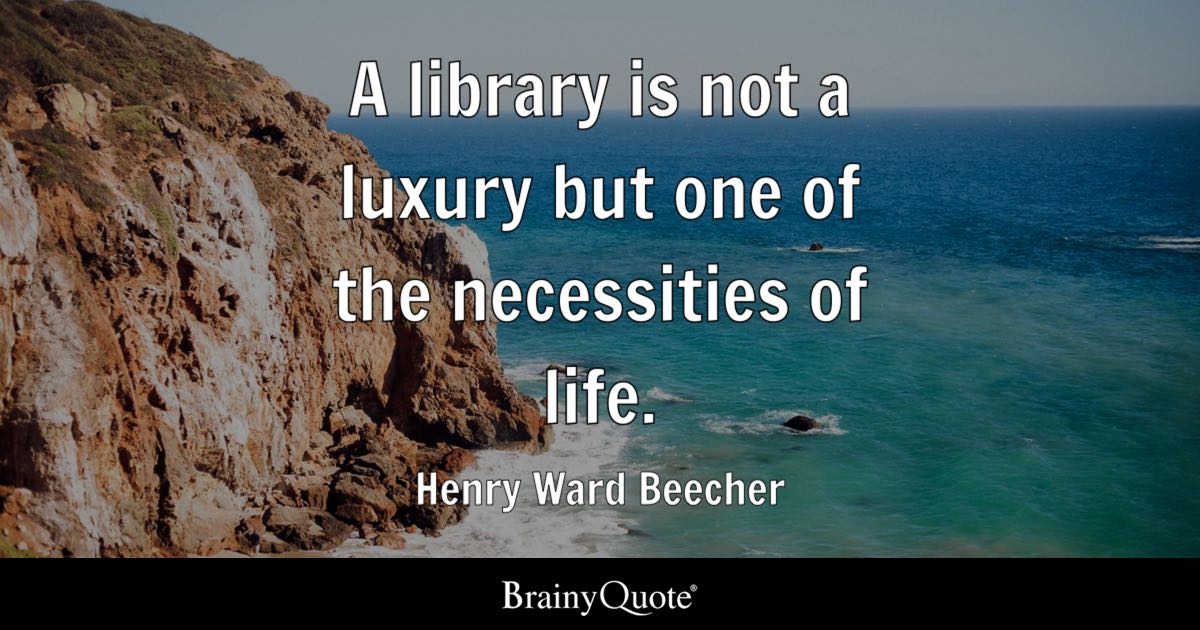 A library is not a
luxury but one of
the necessities of
life.
Henry Ward Beecher
BrainyQuote®